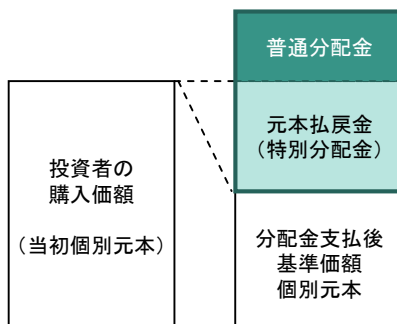 普通分配金
元本払戻金
（特別分配金）
投資者の
購入価額
（当初個別元本）
分配金支払後
基準価額
個別元本